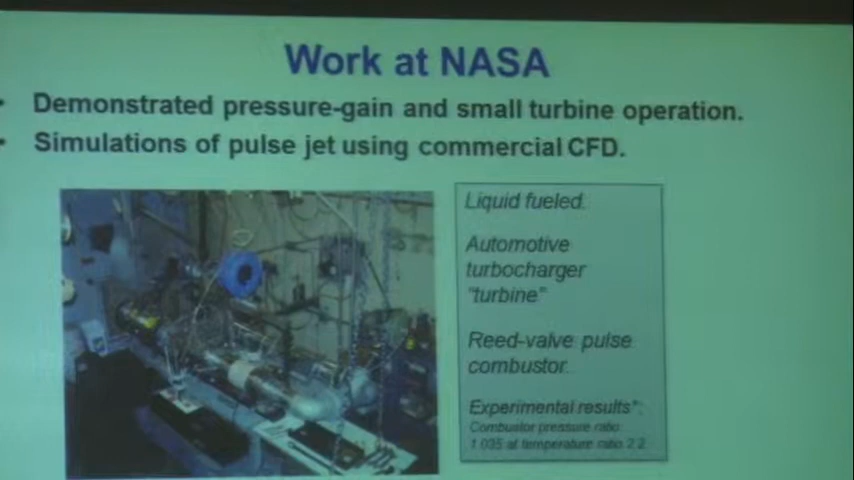 Work at NASA
• Demonstrated pressure-gain and small turbine operation.
• Simulations of pulse jet using commercial CFD.
Liquid fueled.
Automotive
turbocharger
"turbine"
Reed-valve pulse
combustor.
Experimental results*:
Combustor pressure ratio:
1.035 at temperature ratio 2.2